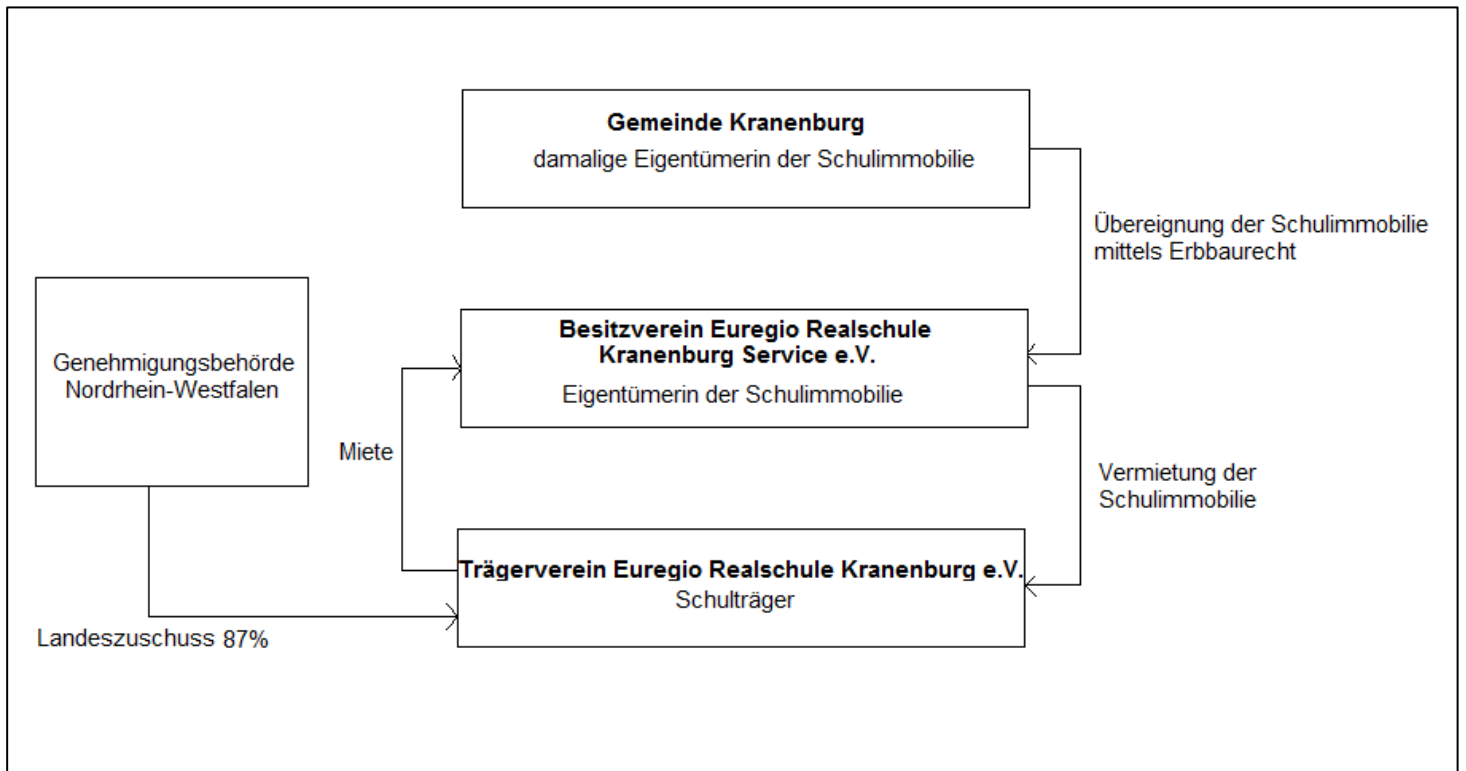 Gemeinde Kranenburg
damalige Eigentümerin der Schulimmobilie
Übereignung der Schulimmobilie
mittels Erbbaurecht
Genehmigungsbehörde
Nordrhein-Westfalen
Besitzverein Euregio Realschule
Kranenburg Service e.V.
Eigentümerin der Schulimmobilie
Miete
Vermietung der
Schulimmobilie
Trägerverein Euregio Realschule Kranenburg e.V.
Schulträger
Landeszuschuss 87%